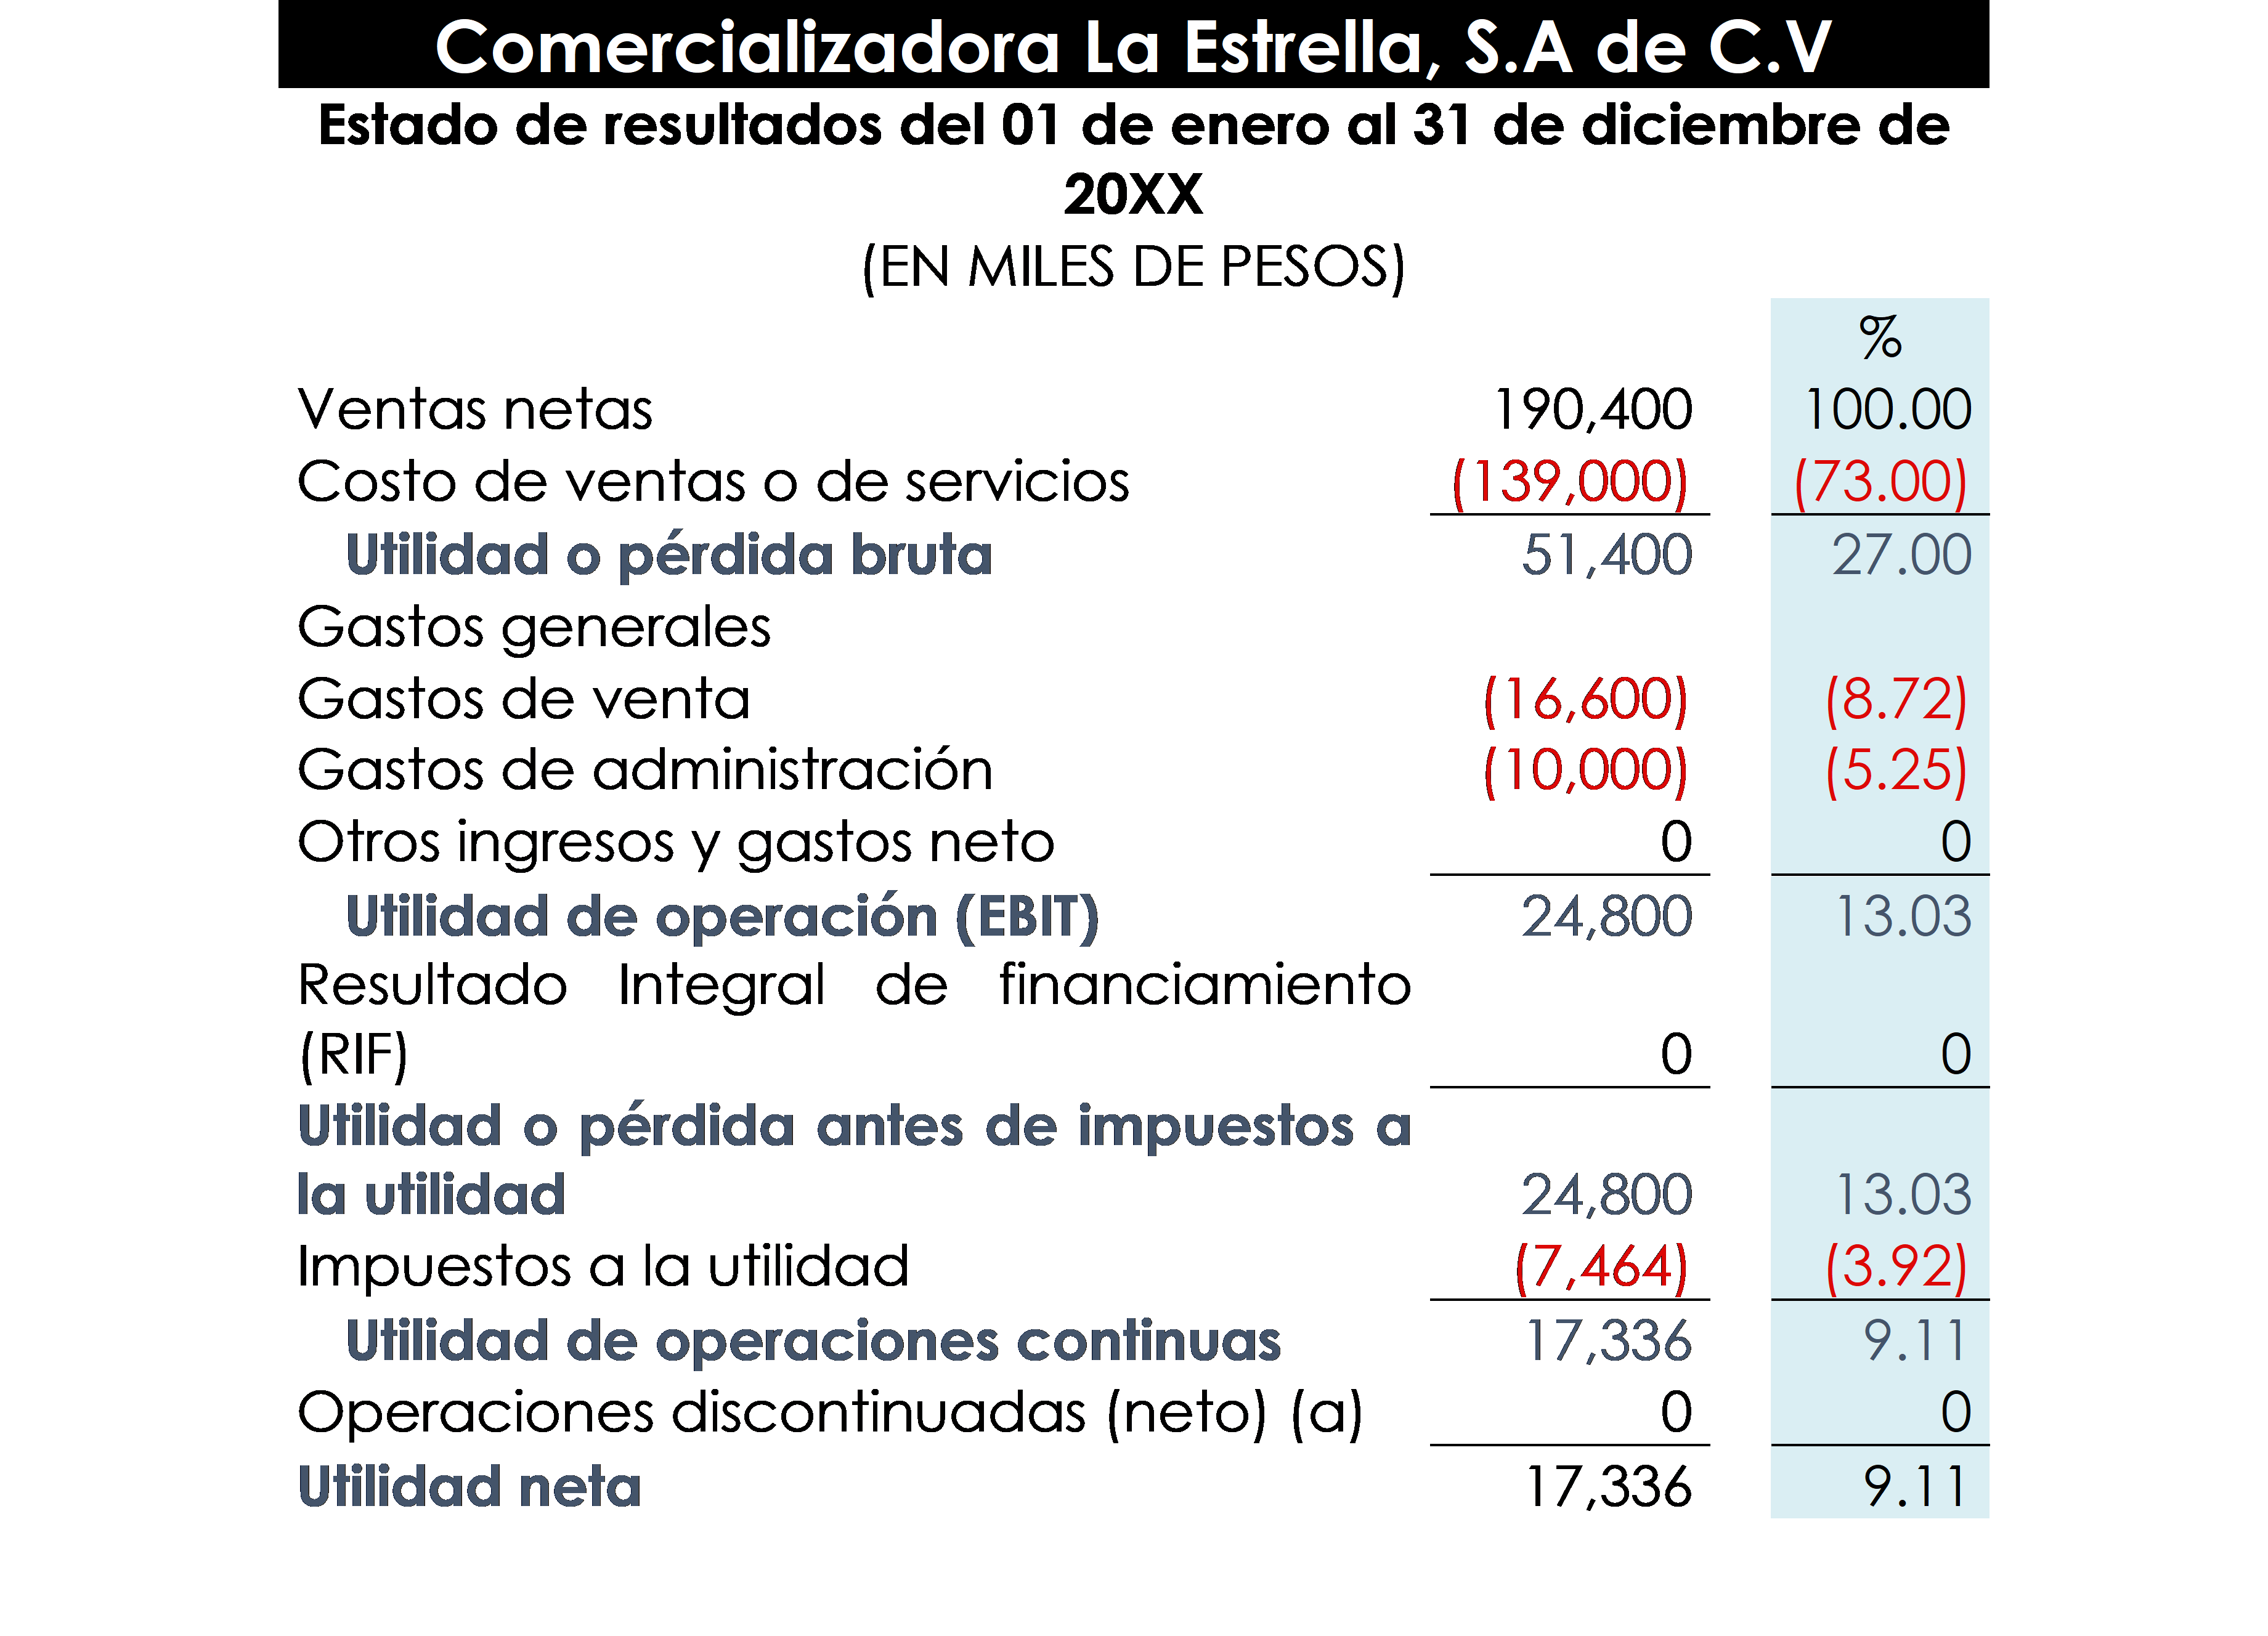 Comercializadora La Estrella, S.A de C.V
Estado de resultados del 01 de enero al 31 de diciembre de
20XX
(EN MILES DE PESOS)
%
Ventas netas 190,400 100.00
Costo de ventas o de servicios (139,000) (73.00)
Utilidad o pérdida bruta 51,400 27.00
Gastos generales
Gastos de venta (16,600) (8.72)
Gastos de administración (10,000) (5.25)
Otros ingresos y gastos neto 0 0
Utilidad de operación (EBIT) 24,800 13.03
Resultado Integral de financiamiento
(RIF) 0 0
Utilidad o pérdida antes de impuestos a
la utilidad 24,800 13.03
Impuestos a la utilidad (7,464) (3.92)
Utilidad de operaciones continuas 17,336 9.11
Operaciones discontinuadas (neto) (a) 0 0
Utilidad neta 17,336 9.11